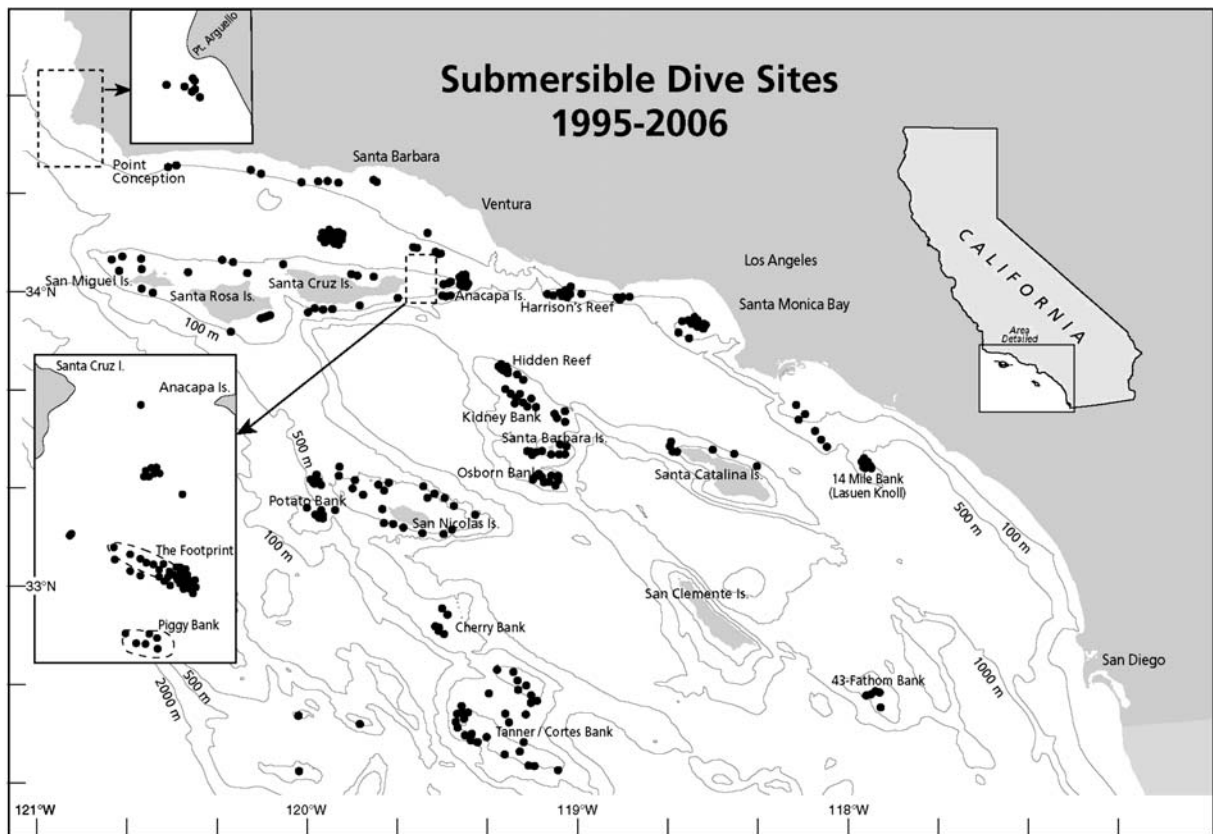 Pt. Arguello
Submersible Dive Sites
1995-2006
Point
Conception
Santa Barbara
Ventura
Los Angeles
Santa Monica Bay
CALIFORNIA
Area
Detailed
San Miguel Is.
Santa Rosa Is.
Santa Cruz Is.
Anacapa Is.
Harrison's Reef
34°N
100 m
Hidden Reef
Kidney Bank
Santa Barbara Is.
Osborn Bank
Santa Catalina Is.
14 Mile Bank
(Lasuen Knoll)
Santa Cruz I.
Anacapa Is.
The Footprint
Piggy Bank
500 m
Potato Bank
San Nicolas Is.
100 m
500 m
100 m
33°N
San Clemente Is.
Cherry Bank
San Diego
43-Fathom Bank
1000 m
500 m
2000 m
Tanner / Cortes Bank
121°W
120°W
119°W
118°W